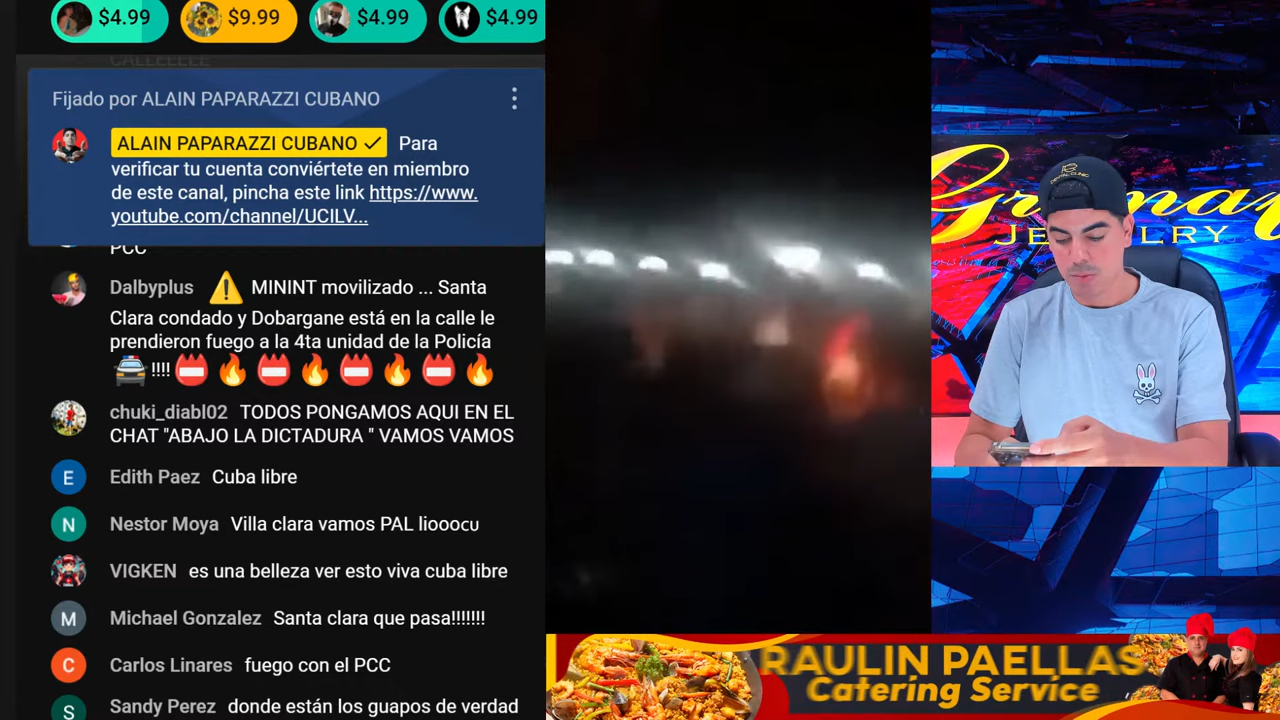 $4.99
$9.99
$4.99
$4.99
CALLEEEEE
Fijado por ALAIN PAPARAZZI CUBANO
ALAIN PAPARAZZI CUBANO Para
verificar tu cuenta conviértete en miembro
de este canal, pincha este link https://www.
youtube.com/channel/UCILV...
PCC
Dalbyplus ⚠️ MININT movilizado ... Santa
Clara condado y Dobargane está en la calle le
prendieron fuego a la 4ta unidad de la Policía
🚔!!!!📛🔥📛🔥📛🔥📛🔥
chuki_diabl02 TODOS PONGAMOS AQUI EN EL
CHAT "ABAJO LA DICTADURA " VAMOS VAMOS
E Edith Paez Cuba libre
N Nestor Moya Villa clara vamos PAL liooocu
VIGKEN es una belleza ver esto viva cuba libre
M Michael Gonzalez Santa clara que pasa!!!!!!!
C Carlos Linares fuego con el PCC
S Sandy Perez donde están los guapos de verdad
JEWELRY
DENTAL CLINIC
RAULIN PAELLAS
Catering Service